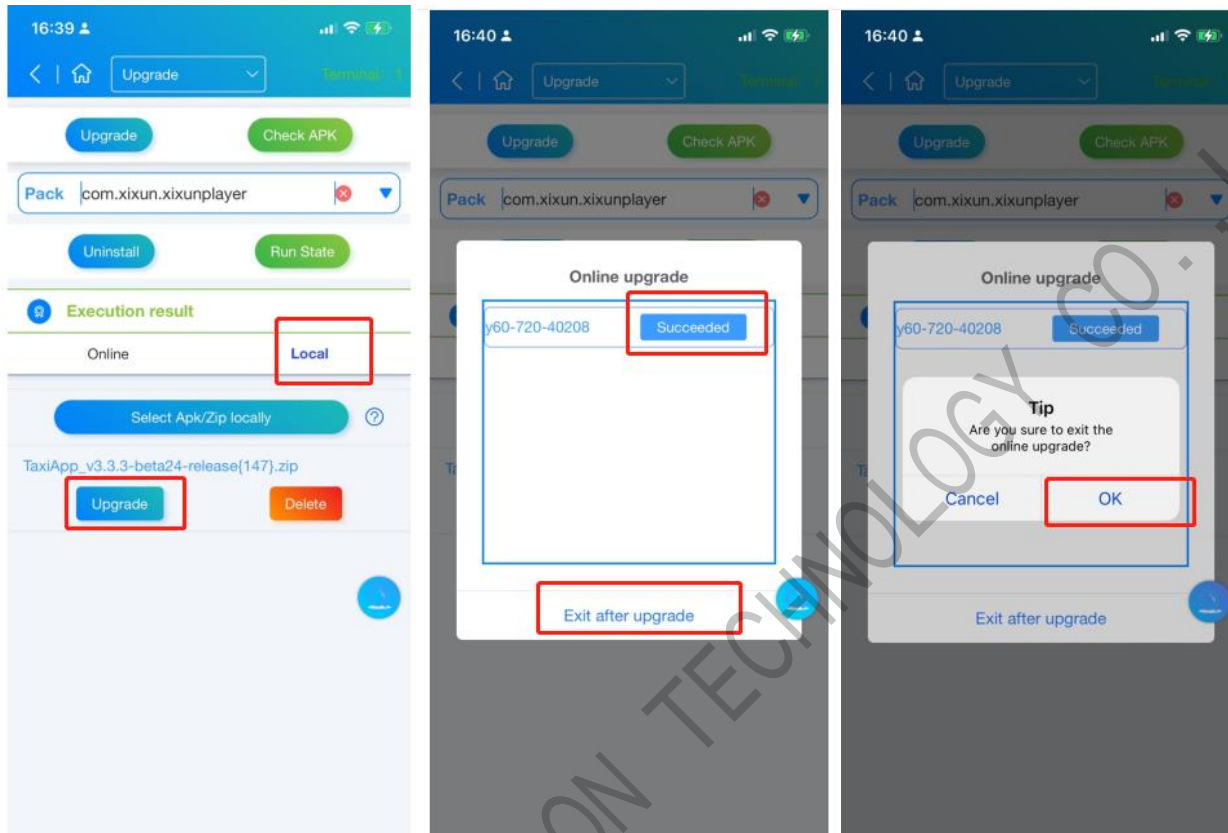 16:39
Upgrade
Terminal: 1
Upgrade
Check APK
Pack com.xixun.xixunplayer
Uninstall
Run State
Execution result
Online
Local
Select Apk/Zip locally
TaxiApp_v3.3.3-beta24-release{147}.zip
Upgrade
Delete
16:40
Upgrade
Upgrade
Check APK
Pack com.xixun.xixunplayer
Online upgrade
y60-720-40208
Succeeded
Exit after upgrade
16:40
Upgrade
Upgrade
Check APK
Pack com.xixun.xixunplayer
Online upgrade
y60-720-40208
Succeeded
Tip
Are you sure to exit the
online upgrade?
Cancel
OK
Exit after upgrade
ON TECHNOLOGY CO.